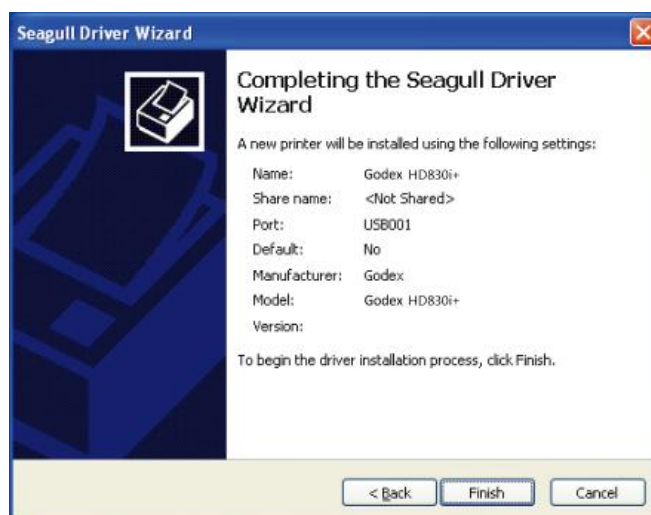 Seagull Driver Wizard
Completing the Seagull Driver
Wizard
A new printer will be installed using the following settings:
Name: Godex HD830i+
Share name: <Not Shared>
Port: USB001
Default: No
Manufacturer: Godex
Model: Godex HD830i+
Version:
To begin the driver installation process, click Finish.
< Back Finish Cancel